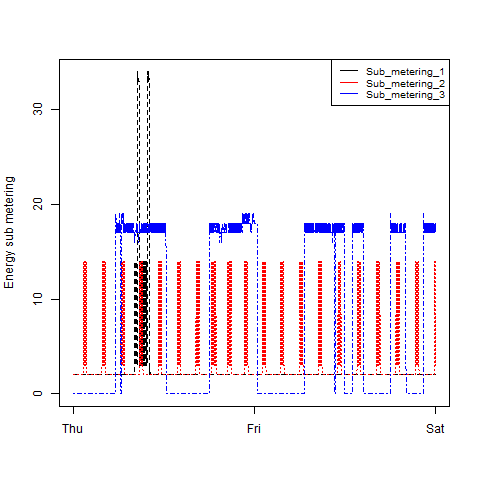 Sub_metering_1
Sub_metering_2
Sub_metering_3
Energy sub metering
30
20
10
0
Thu Fri Sat